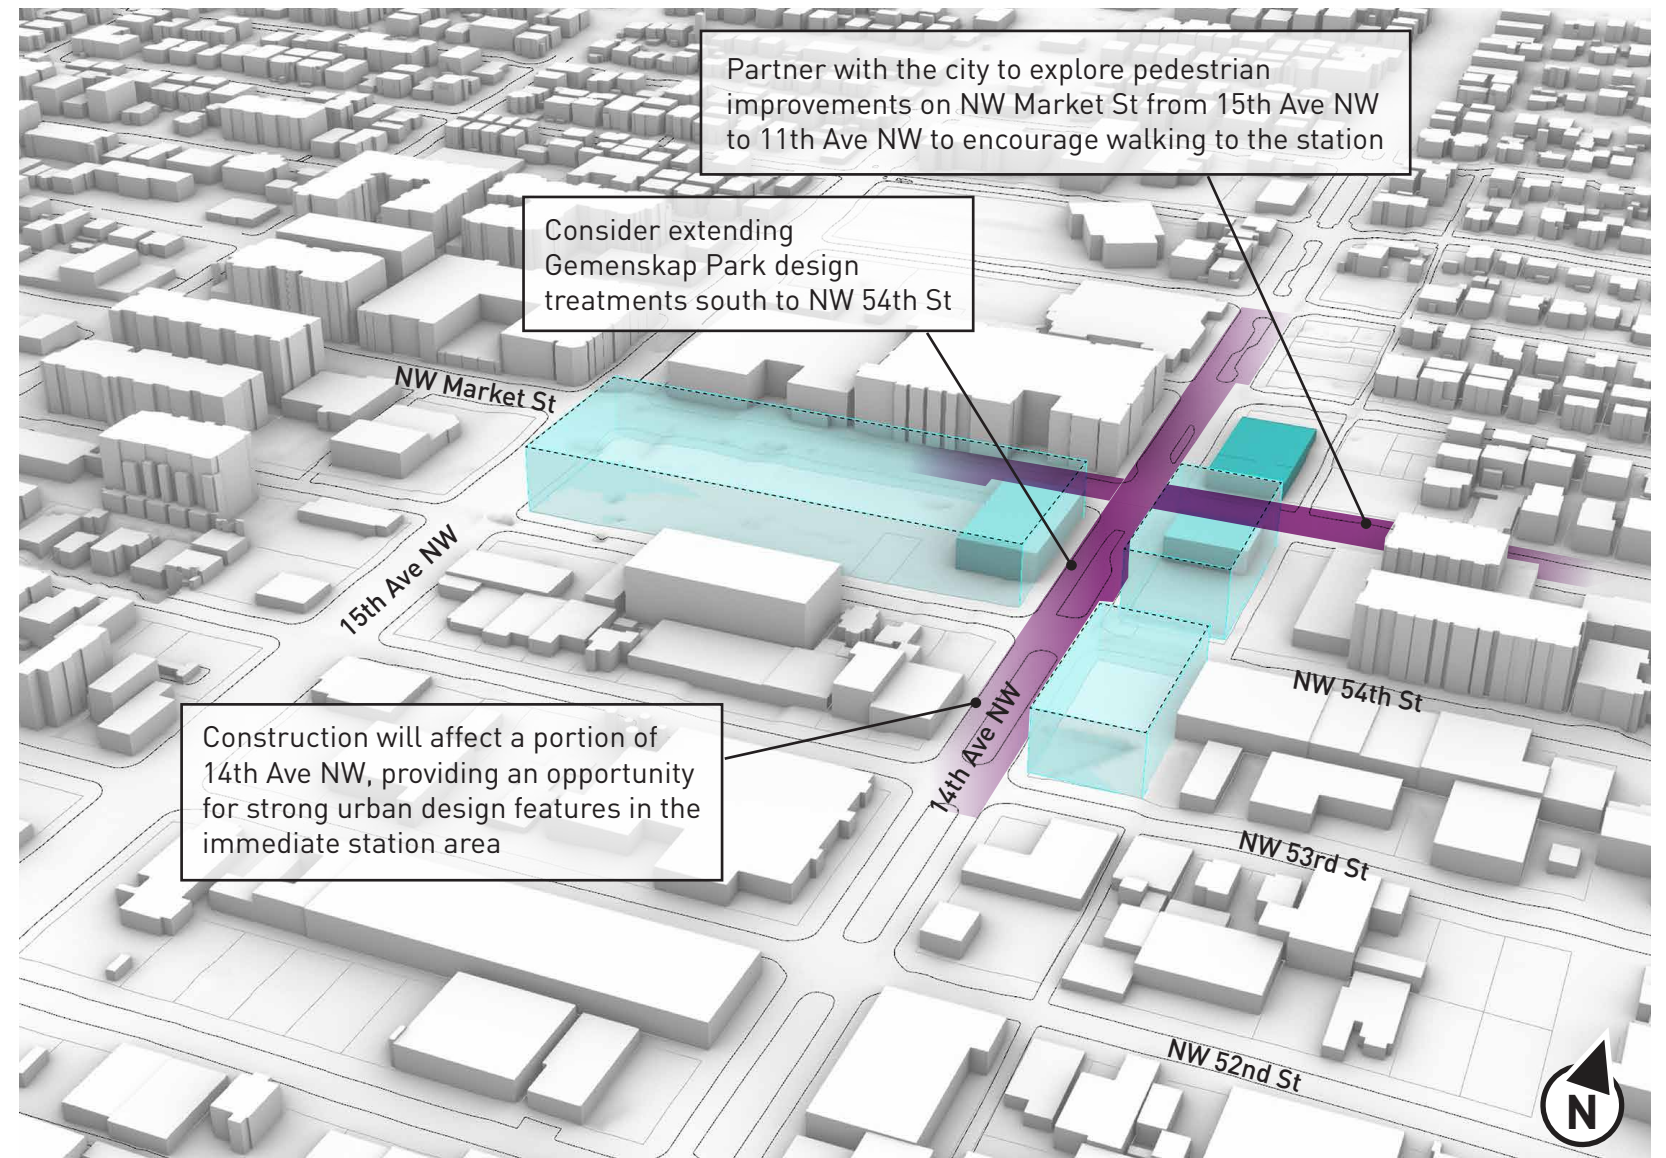 Partner with the city to explore pedestrian
improvements on NW Market St from 15th Ave NW
to 11th Ave NW to encourage walking to the station
Consider extending
Gemenskap Park design
treatments south to NW 54th St
NW Market St
15th Ave NW
Construction will affect a portion of
14th Ave NW, providing an opportunity
for strong urban design features in the
immediate station area
14th Ave NW
NW 54th St
NW 53rd St
NW 52nd St
N